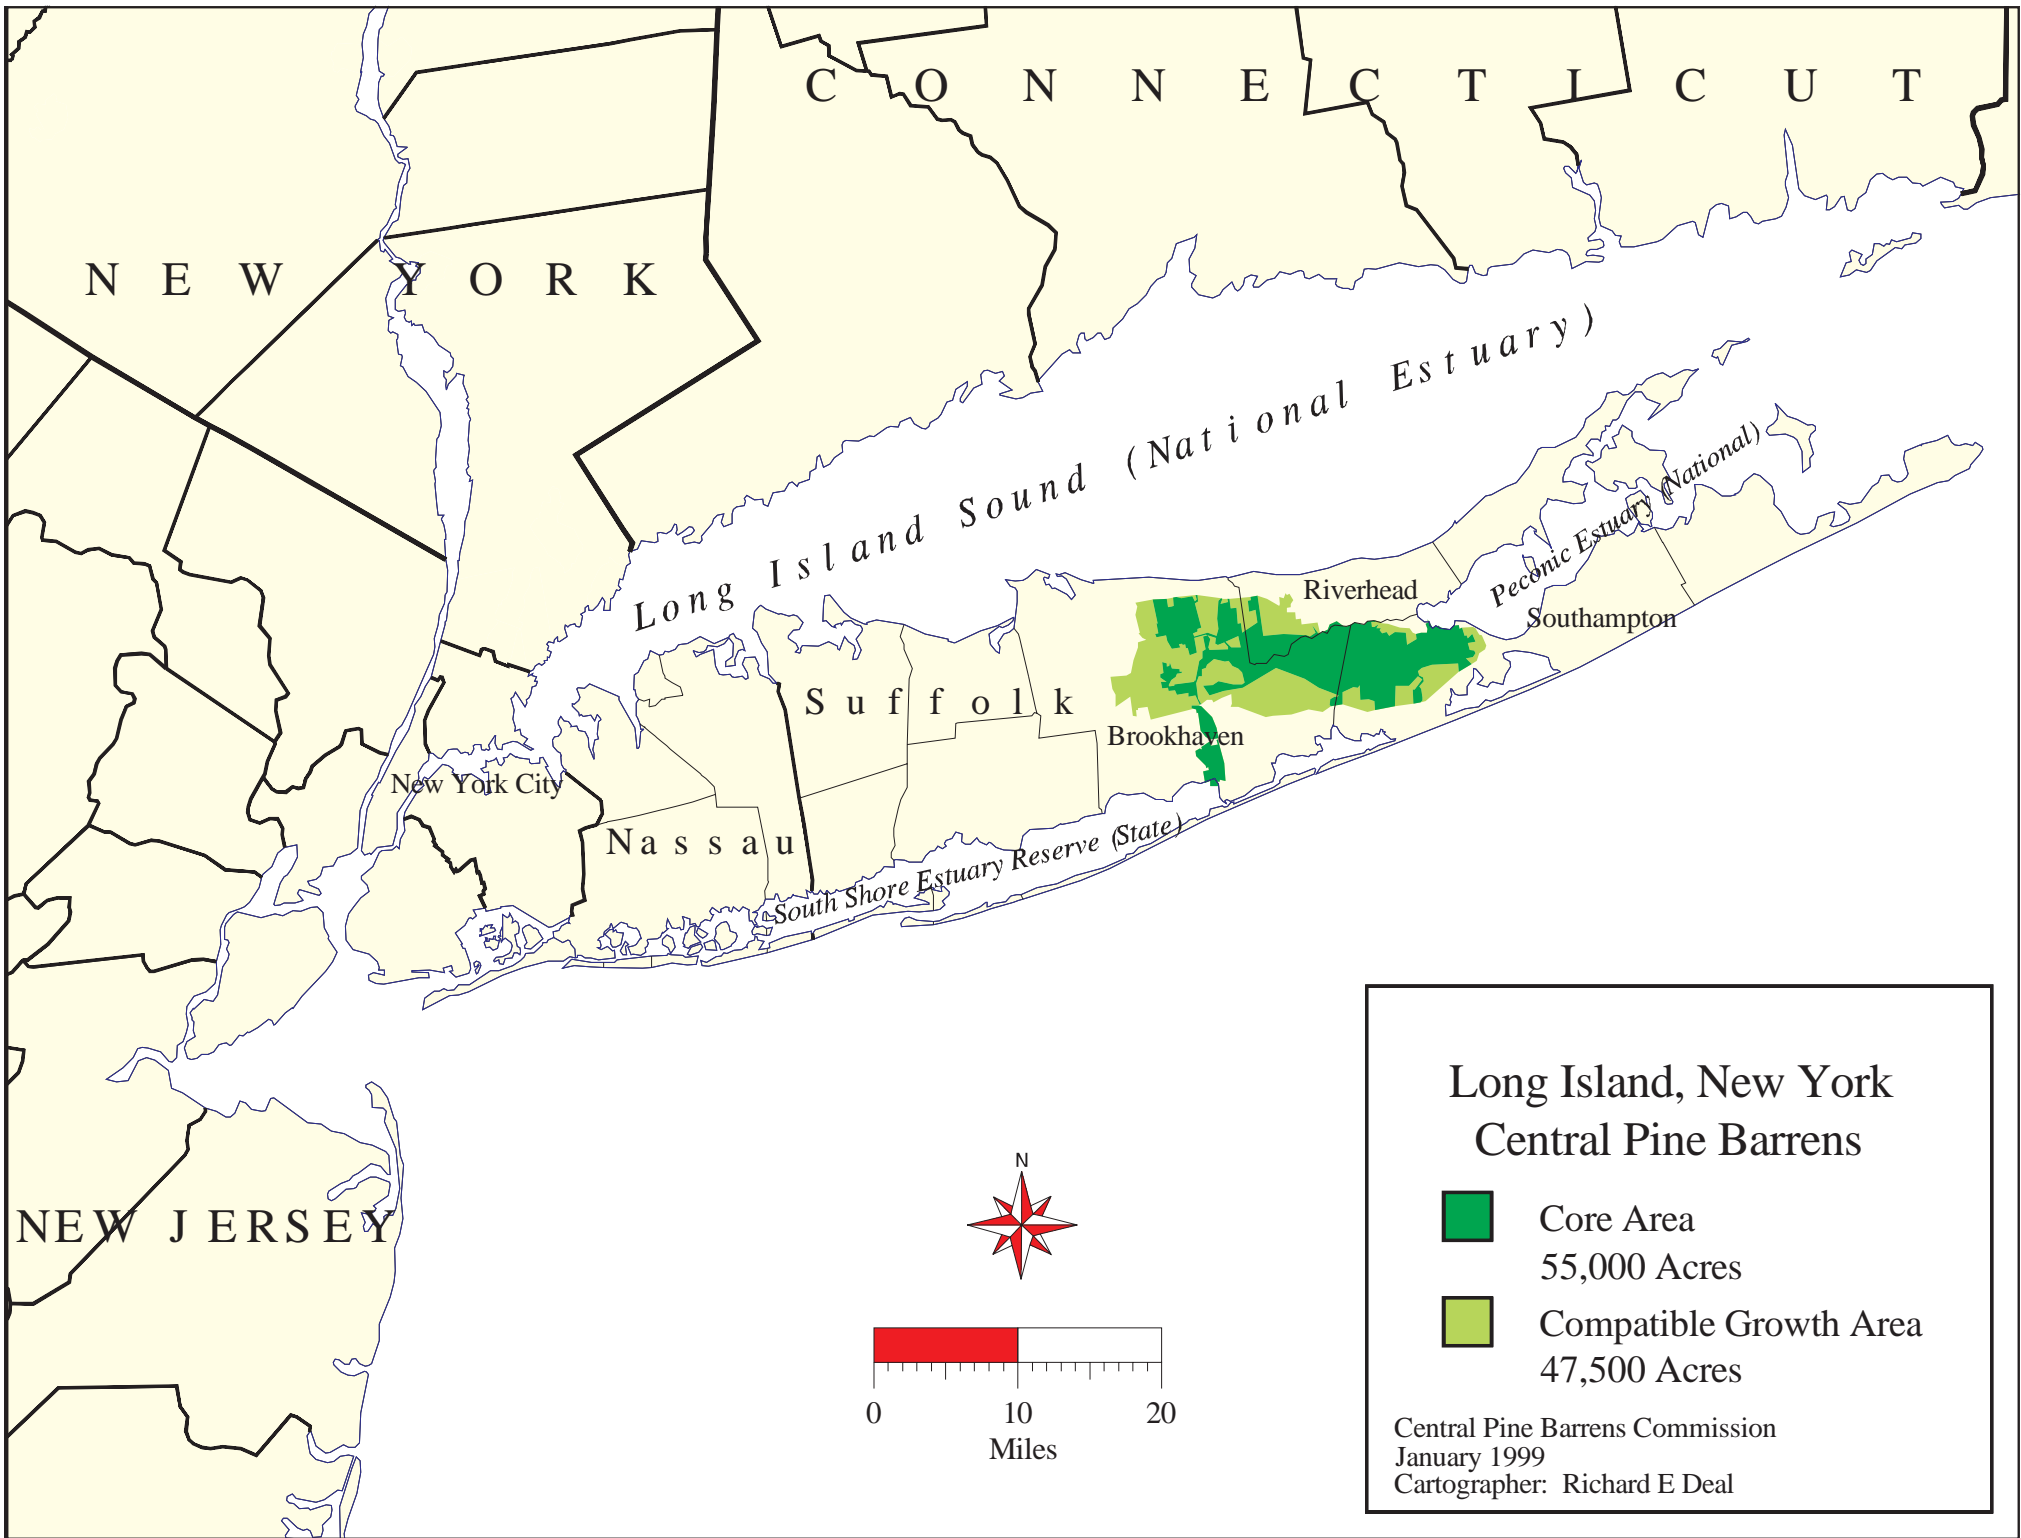 CONNECTICUT
NEW YORK
Long Island Sound (National Estuary)
Peconic Estuary (National)
Riverhead
Southampton
Suffolk
Brookhaven
New York City
Nassau
South Shore Estuary Reserve (State)
NEW JERSEY
N
0 10 20
Miles
Long Island, New York
Central Pine Barrens
Core Area
55,000 Acres
Compatible Growth Area
47,500 Acres
Central Pine Barrens Commission
January 1999
Cartographer: Richard E Deal